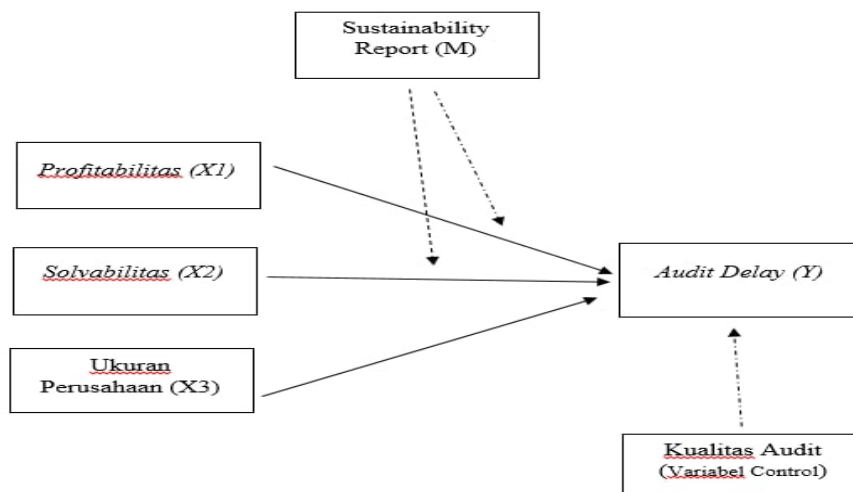 Sustainability
Report (M)
Profitabilitas (X1)
Solvabilitas (X2)
Audit Delay (Y)
Ukuran
Perusahaan (X3)
Kualitas Audit
(Variabel Control)